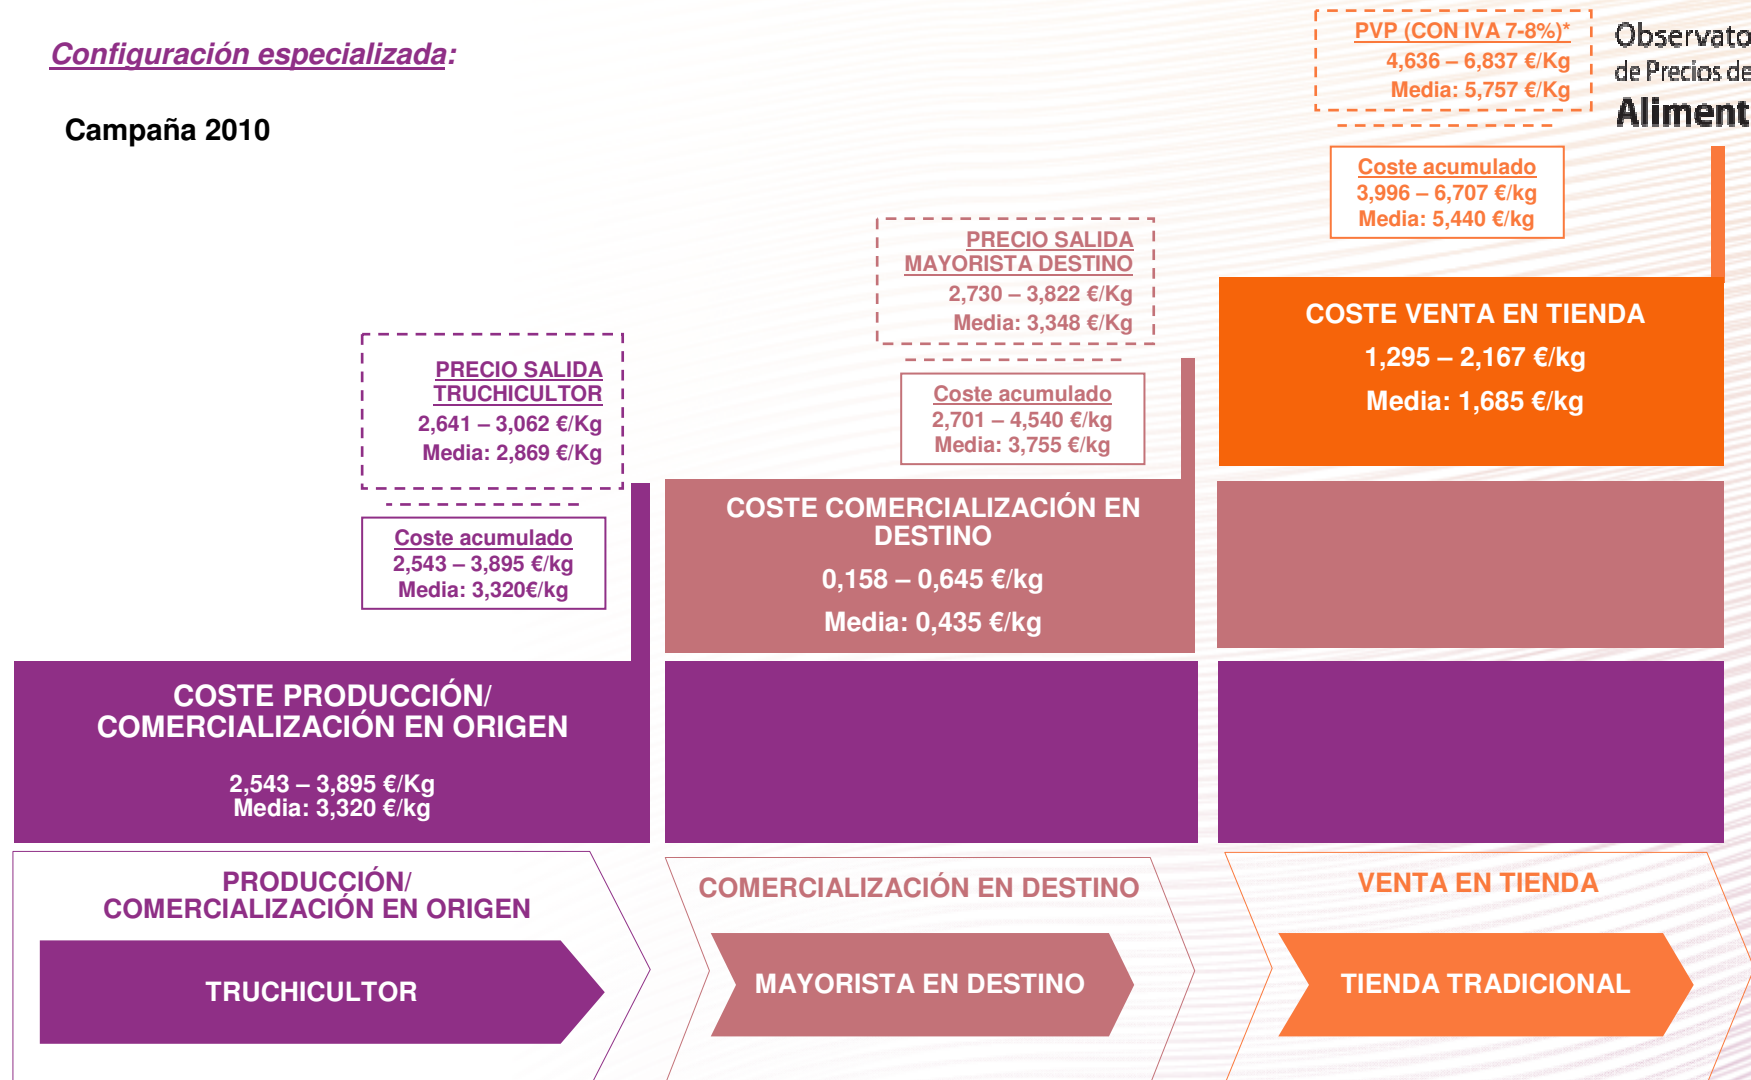 Configuración especializada:
Campaña 2010
PVP (CON IVA 7-8%)*
4,636 – 6,837 €/Kg
Media: 5,757 €/Kg
Observato
de Precios de
Aliment
Coste acumulado
3,996 – 6,707 €/kg
Media: 5,440 €/kg
PRECIO SALIDA
MAYORISTA DESTINO
2,730 – 3,822 €/Kg
Media: 3,348 €/Kg
Coste acumulado
2,701 – 4,540 €/kg
Media: 3,755 €/kg
COSTE VENTA EN TIENDA
1,295 – 2,167 €/kg
Media: 1,685 €/kg
PRECIO SALIDA
TRUCHICULTOR
2,641 – 3,062 €/Kg
Media: 2,869 €/Kg
Coste acumulado
2,543 – 3,895 €/kg
Media: 3,320€/kg
COSTE COMERCIALIZACIÓN EN
DESTINO
0,158 – 0,645 €/kg
Media: 0,435 €/kg
COSTE PRODUCCIÓN/
COMERCIALIZACIÓN EN ORIGEN
2,543 – 3,895 €/Kg
Media: 3,320 €/kg
PRODUCCIÓN/
COMERCIALIZACIÓN EN ORIGEN
TRUCHICULTOR
COMERCIALIZACIÓN EN DESTINO
MAYORISTA EN DESTINO
VENTA EN TIENDA
TIENDA TRADICIONAL